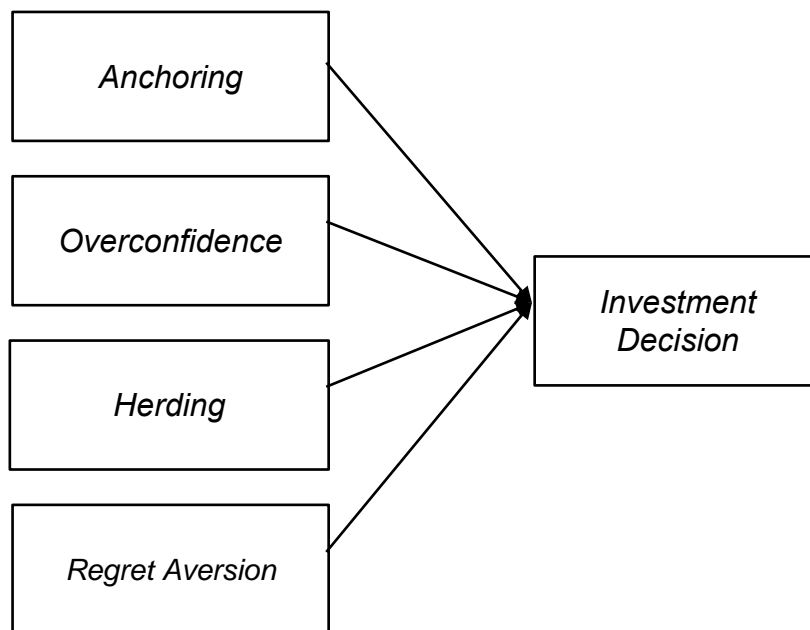 Anchoring
Overconfidence
Herding
Regret Aversion
Investment
Decision